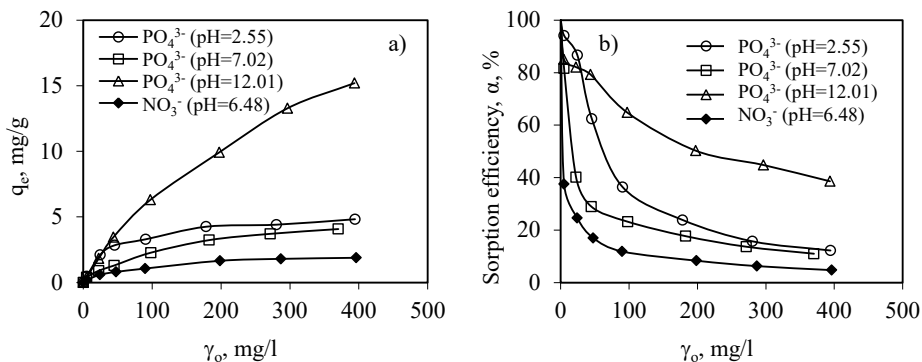 PO₄³⁻ (pH=2.55)
PO₄³⁻ (pH=7.02)
PO₄³⁻ (pH=12.01)
NO₃⁻ (pH=6.48)
a)
20
15
10
5
0
qₑ, mg/g
0 100 200 300 400 500
γₒ, mg/l
b)
PO₄³⁻ (pH=2.55)
PO₄³⁻ (pH=7.02)
PO₄³⁻ (pH=12.01)
NO₃⁻ (pH=6.48)
100
80
60
40
20
0
Sorption efficiency, α, %
0 100 200 300 400 500
γₒ, mg/l